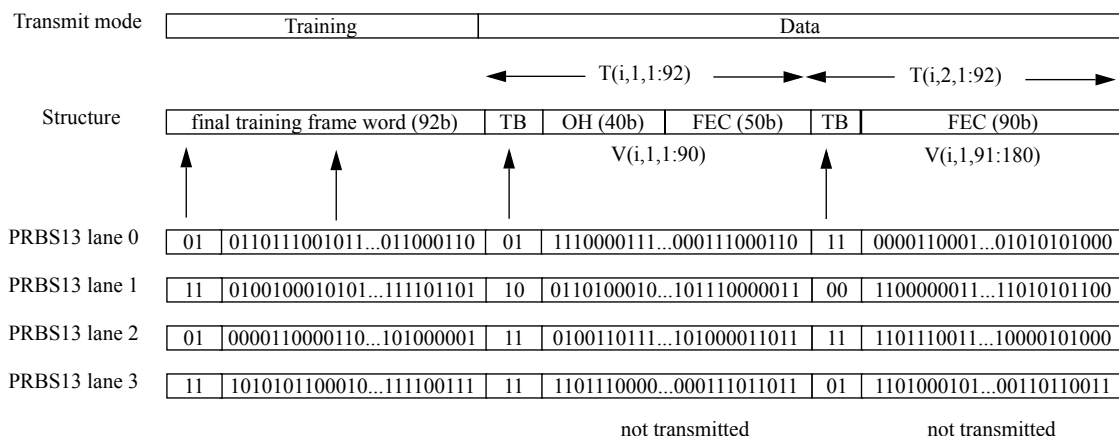 Transmit mode Training Data
T(i,1,1:92) T(i,2,1:92)
Structure final training frame word (92b) TB OH (40b) FEC (50b) TB FEC (90b)
V(i,1,1:90) V(i,1,91:180)
PRBS13 lane 0 01 0110111001011...011000110 01 1110000111...000111000110 11 0000110001...01010101000
PRBS13 lane 1 11 0100100010101...111101101 10 0110100010...101110000011 00 1100000011...11010101100
PRBS13 lane 2 01 0000110000110...101000001 11 0100110111...101000011011 11 1101110011...10000101000
PRBS13 lane 3 11 1010101100010...111100111 11 1101110000...000111011011 01 1101000101...00110110011
not transmitted not transmitted